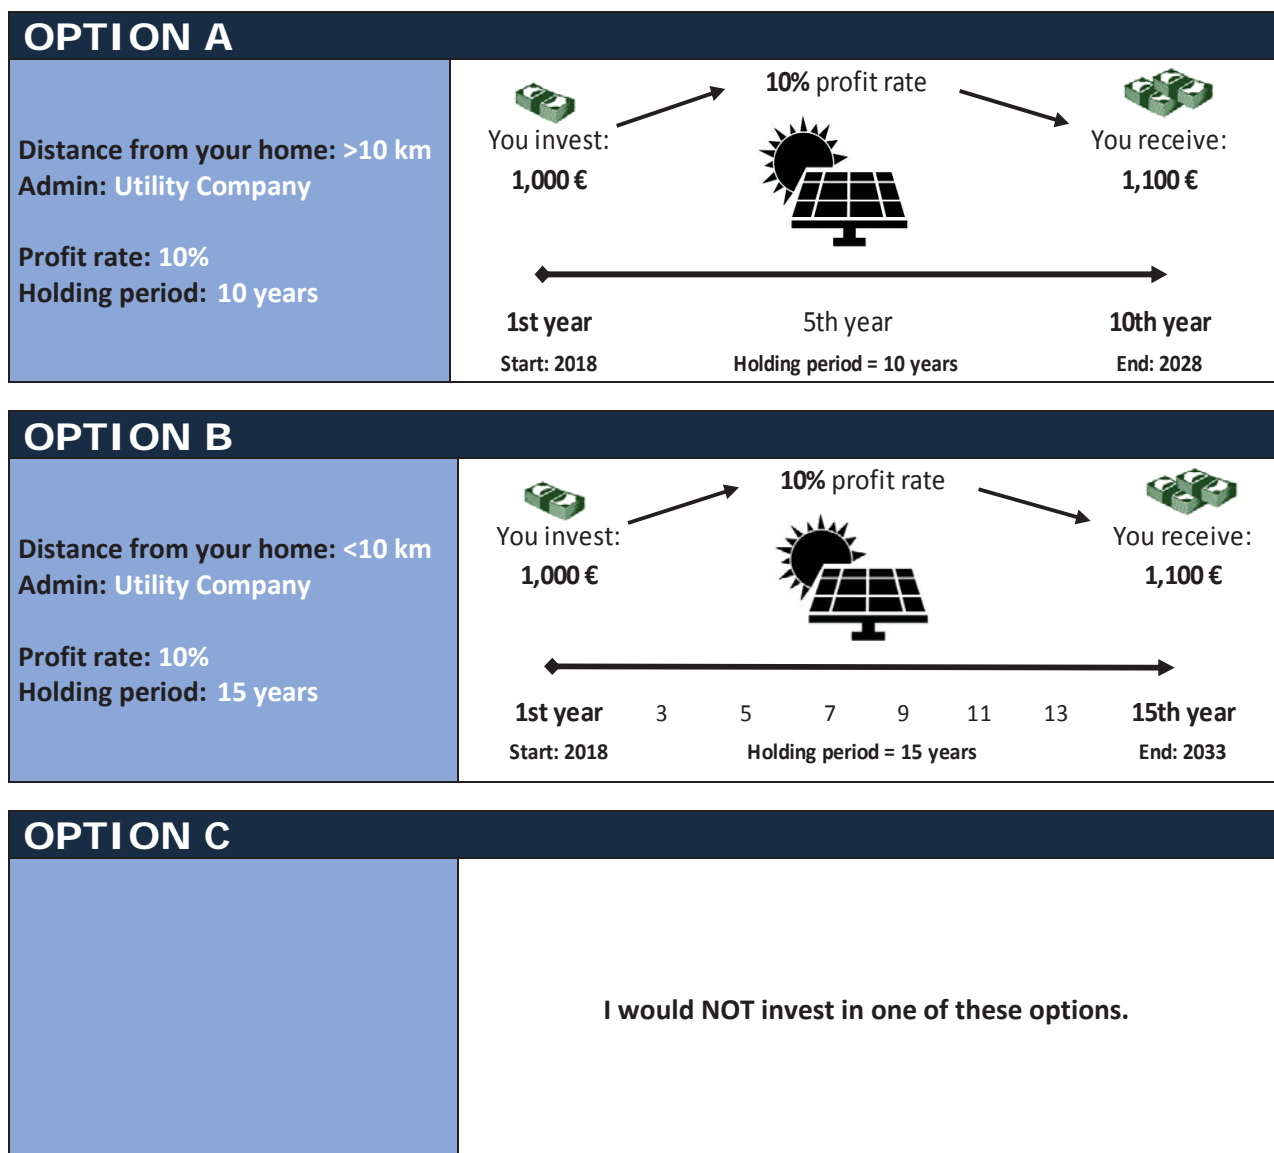 OPTION A
Distance from your home: >10 km
Admin: Utility Company
Profit rate: 10%
Holding period: 10 years
10% profit rate
You invest:
1,000 €
You receive:
1,100 €
1st year 5th year 10th year
Start: 2018 Holding period = 10 years End: 2028
OPTION B
Distance from your home: <10 km
Admin: Utility Company
Profit rate: 10%
Holding period: 15 years
10% profit rate
You invest:
1,000 €
You receive:
1,100 €
1st year 3 5 7 9 11 13 15th year
Start: 2018 Holding period = 15 years End: 2033
OPTION C
I would NOT invest in one of these options.